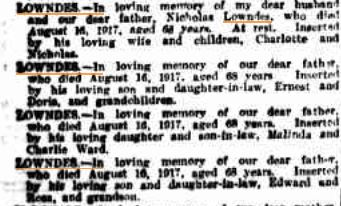 LOWNDES.—In loving memory of my dear husband
and our dear father, Nicholas Lowndes, who died
August 16, 1917, aged 68 years. At rest. Inserted
by his loving wife and children, Charlotte and
Nicholas.
LOWNDES.—In loving memory of our dear father,
who died August 16, 1917, aged 68 years Inserted
by his loving son and daughter-in-law, Ernest and
Doris, and grandchildren.
LOWNDES.—In loving memory of our dear father,
who died August 16, 1917, aged 68 years. Inserted
by his loving daughter and son-in-law, Malinda and
Charlie Ward.
LOWNDES.—In loving memory of our dear father,
who died August 16, 1917, aged 68 years. Inserted
by his loving son and daughter-in-law, Edward and
Rosa, and grandson.